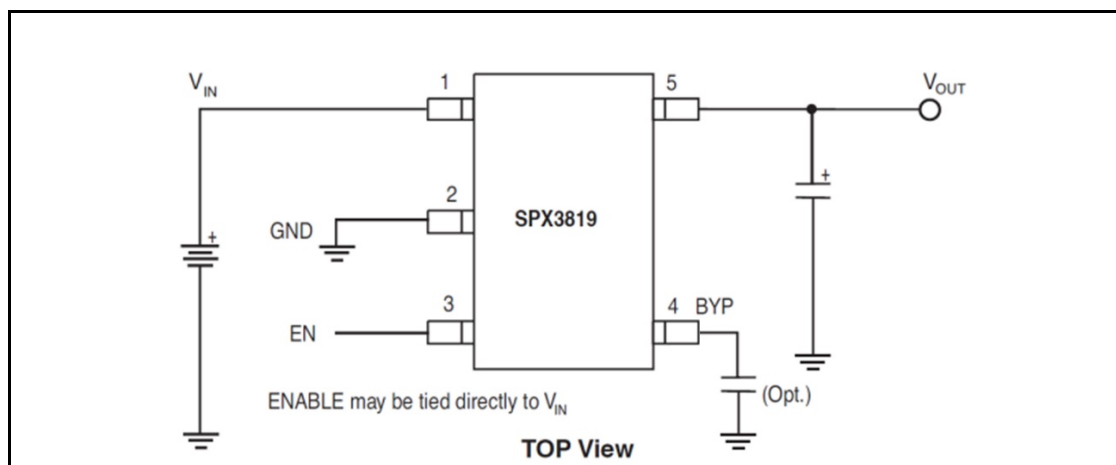 V_IN
1
5
V_OUT
2
SPX3819
GND
+
+
3
4 BYP
EN
(Opt.)
ENABLE may be tied directly to V_IN
TOP View